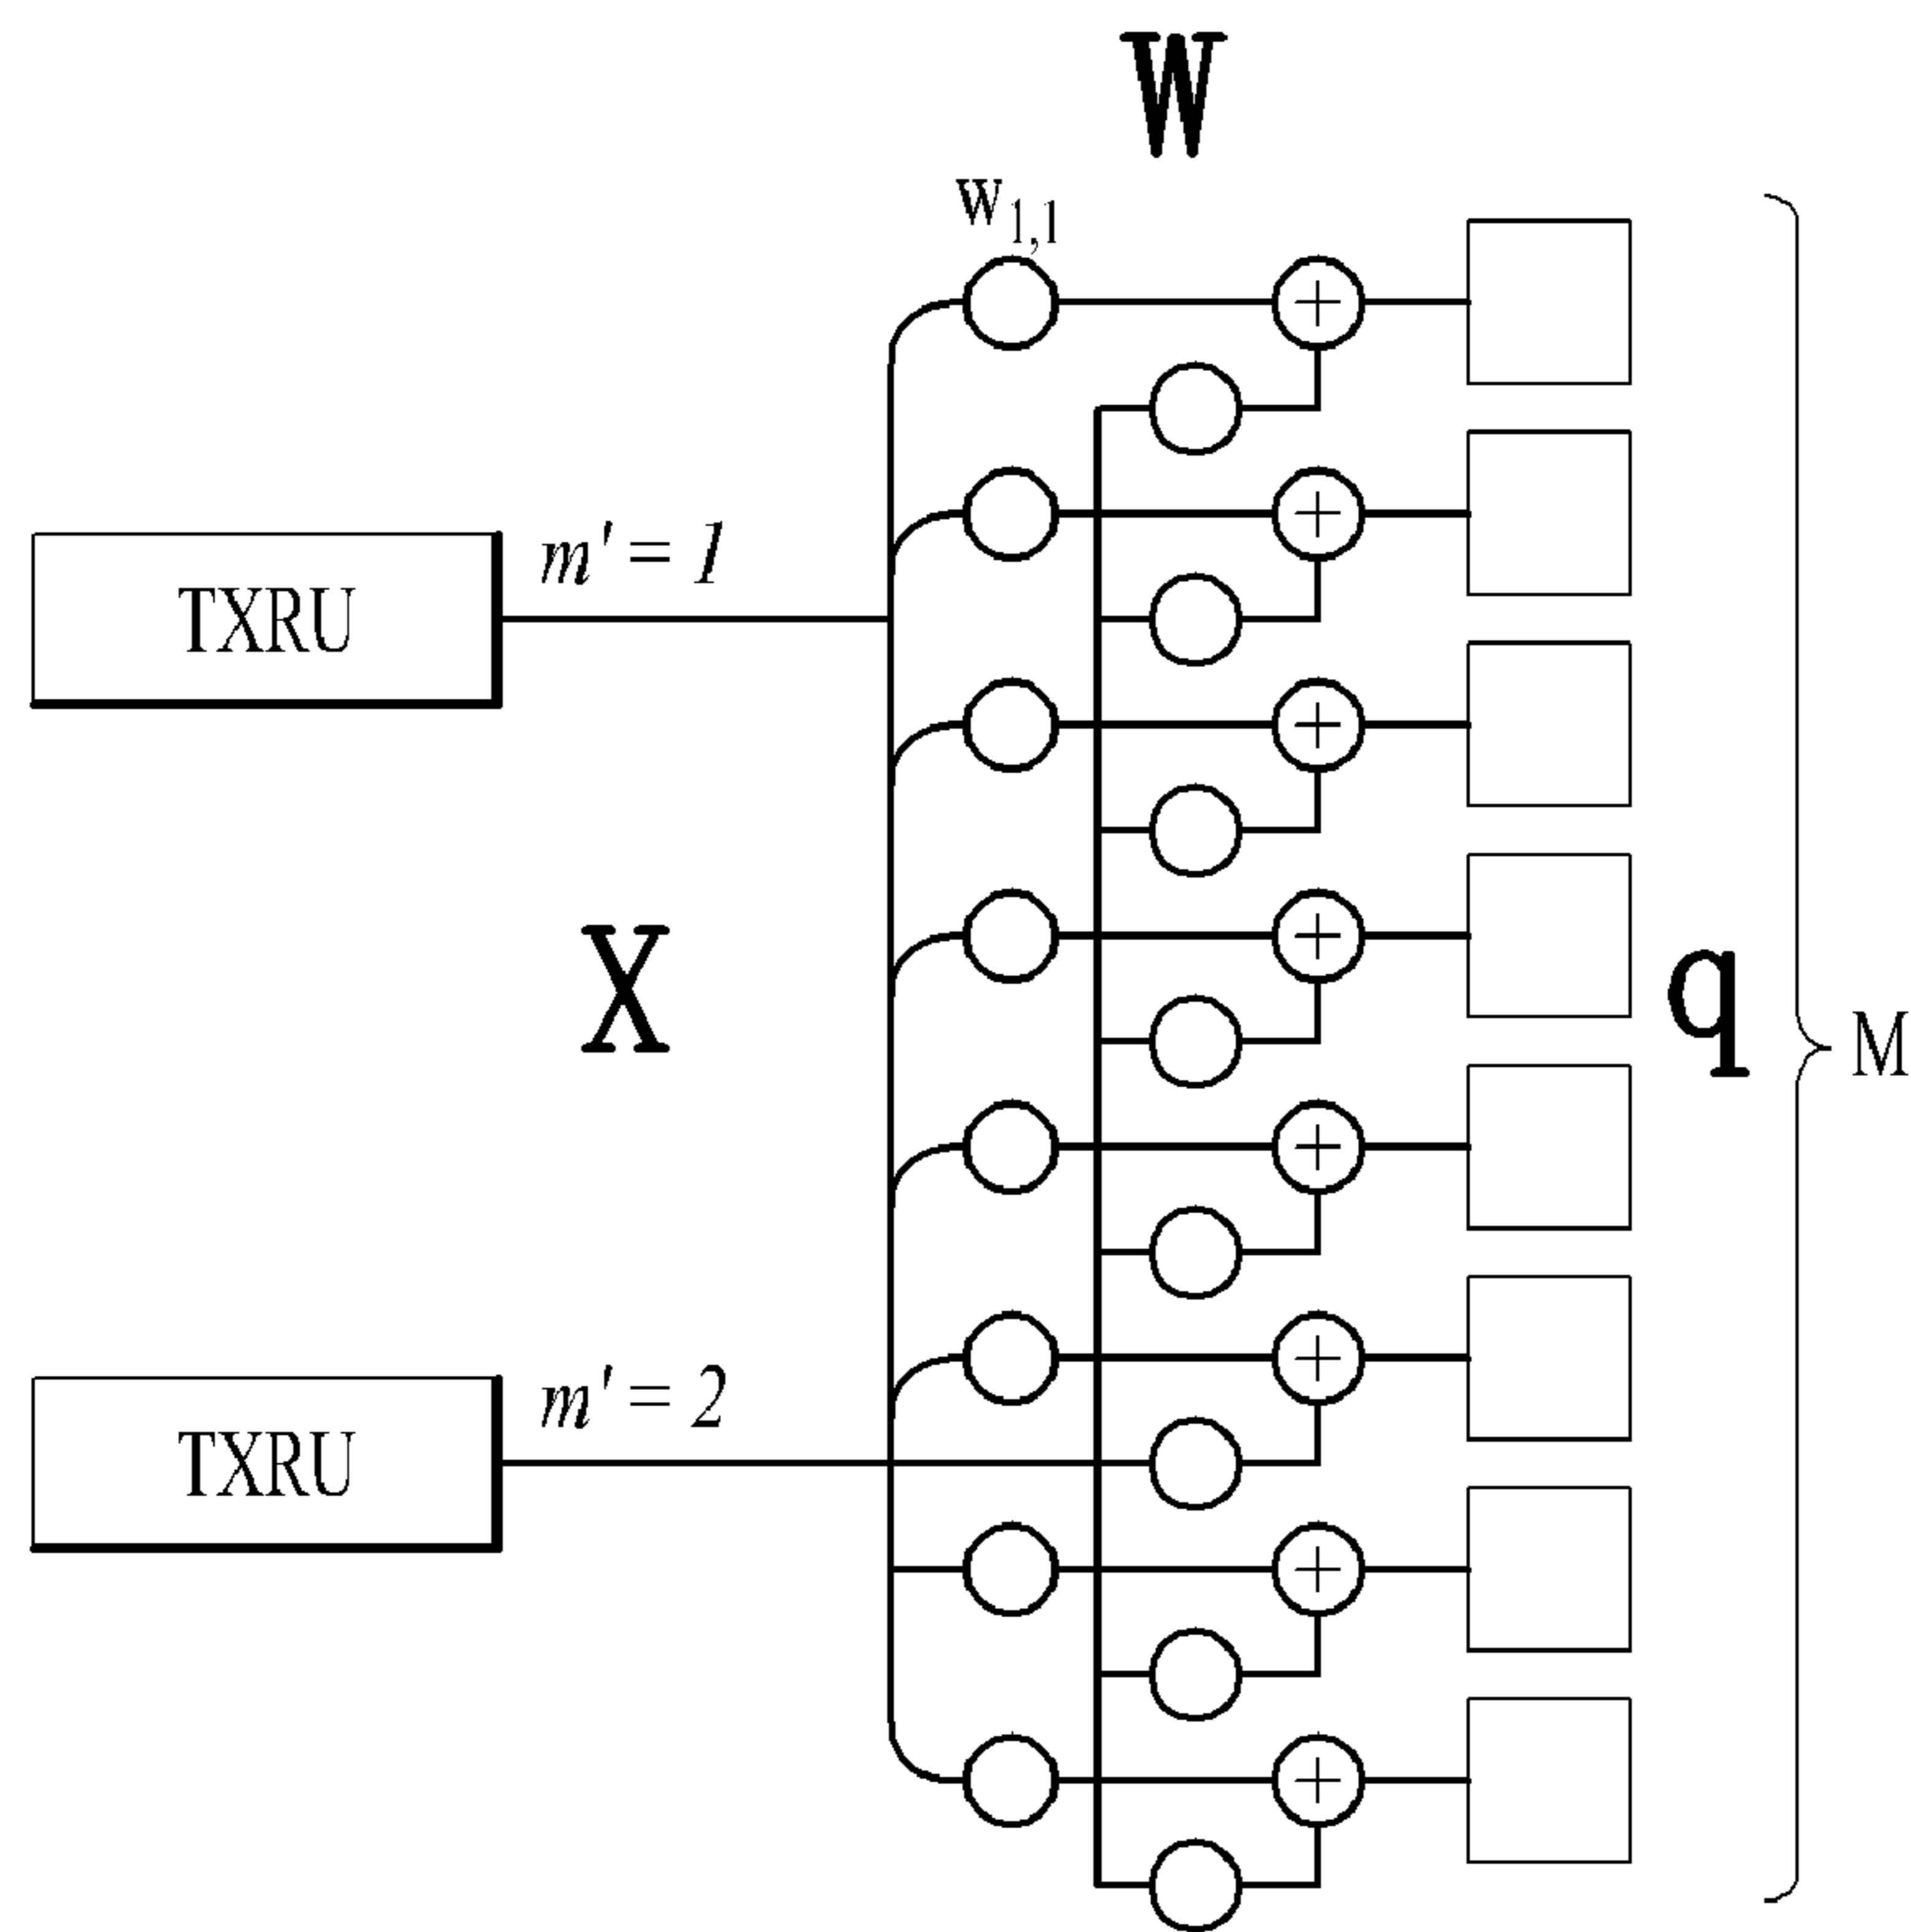 W
w1,1
m' = 1
TXRU
X
q
M
m' = 2
TXRU